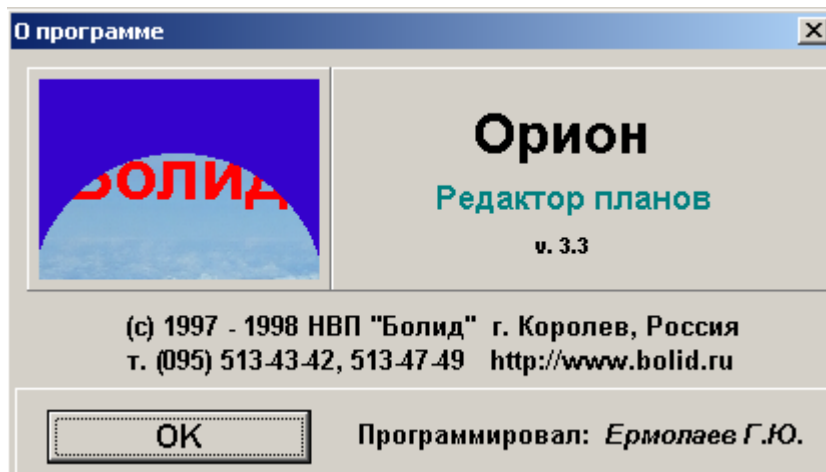 О программе
Болид
Орион
Редактор планов
v. 3.3
(c) 1997 - 1998 НВП "Болид" г. Королев, Россия
т. (095) 513-43-42, 513-47-49 http://www.bolid.ru
OK
Программировал: Ермолаев Г.Ю.